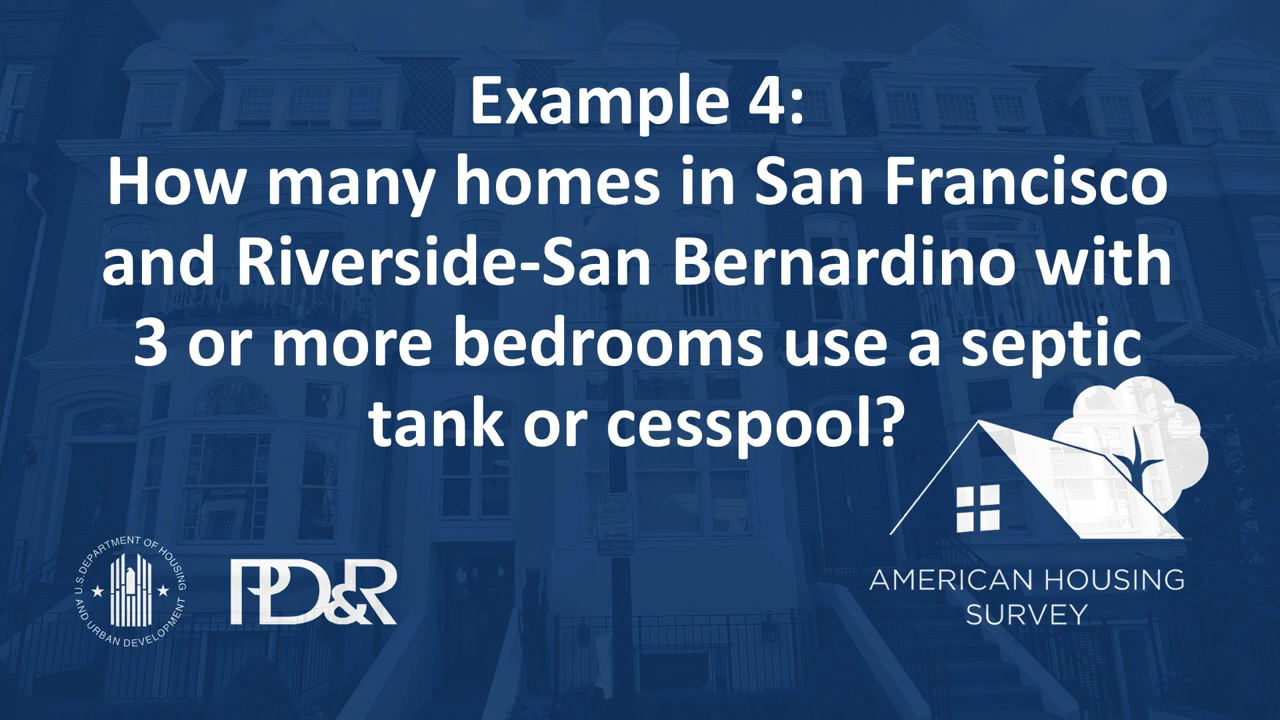 Example 4:
How many homes in San Francisco
and Riverside-San Bernardino with
3 or more bedrooms use a septic
tank or cesspool?
U.S. DEPARTMENT OF HOUSING
AND URBAN DEVELOPMENT
PD&R
AMERICAN HOUSING
SURVEY